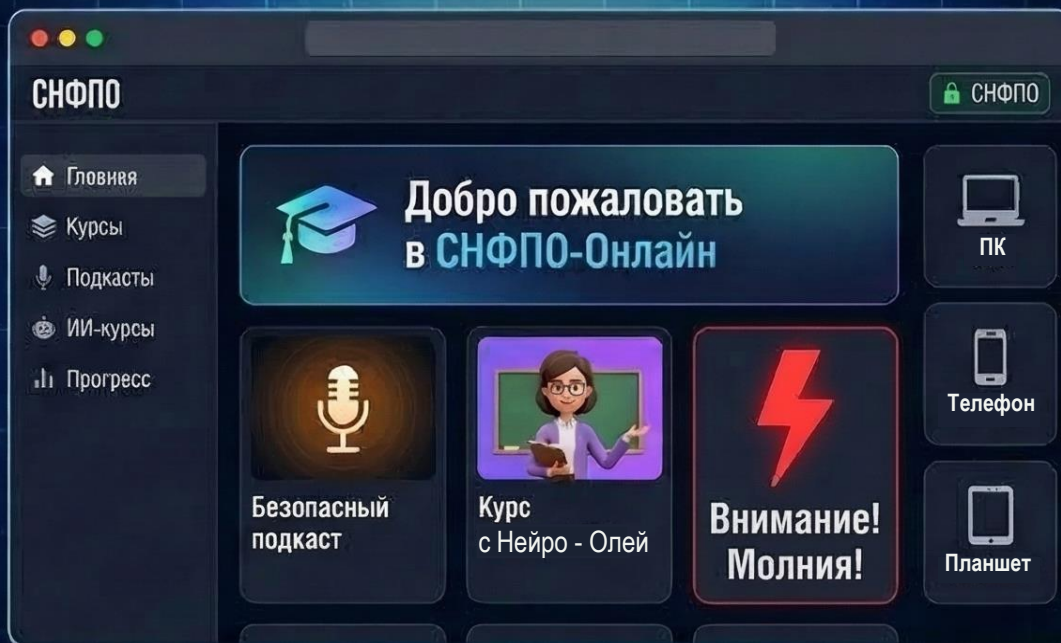 СНФПО
СНФПО
Гловная
Курсы
Подкасты
ИИ-курсы
Прогресс
Добро пожаловать
в СНФПО-Онлайн
Безопасный
подкаст
Курс
с Нейро - Олей
Внимание!
Молния!
ПК
Телефон
Планшет